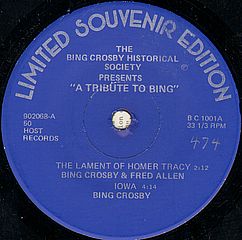 LIMITED SOUVENIR EDITION
THE
BING CROSBY HISTORICAL
SOCIETY
PRESENTS
"A TRIBUTE TO BING"
902068-A
50
HOST
RECORDS
B C 1001A
33 1/3 RPM
474
THE LAMENT OF HOMER TRACY 2:12
BING CROSBY & FRED ALLEN
IOWA 4:14
BING CROSBY